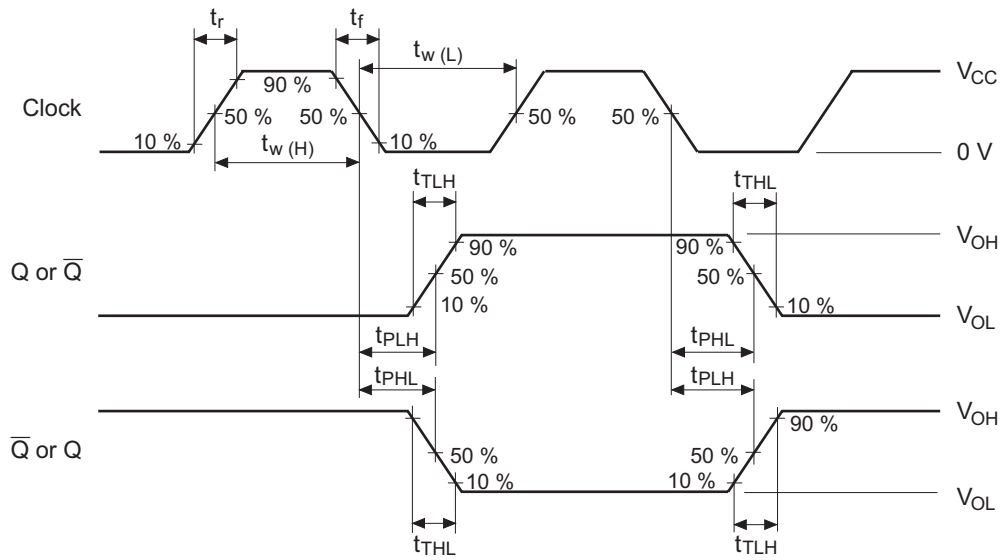 tr
tf
tw (L)
VCC
90 %
Clock
50 %
50 %
50 %
50 %
10 %
10 %
tw (H)
0 V
tTLH
tTHL
VOH
90 %
90 %
Q or Q̅
50 %
50 %
10 %
10 %
VOL
tPLH
tPHL
tPHL
tPLH
VOH
90 %
Q̅ or Q
50 %
50 %
10 %
10 %
VOL
tTHL
tTLH